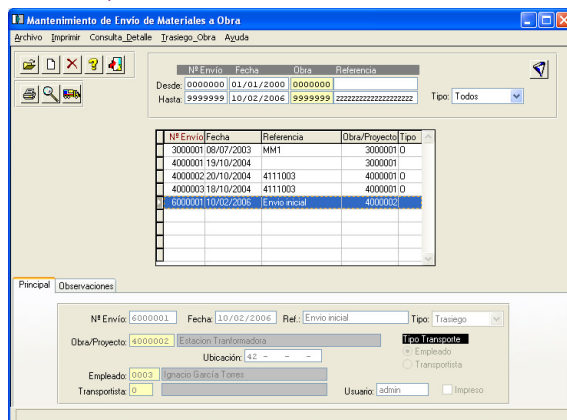 Mantenimiento de Envío de Materiales a Obra
Archivo Imprimir Consulta_Detalle Trasiego_Obra Ayuda
Nº Envío Fecha Obra Referencia
Desde: 0000000 01/01/2000 0000000
Hasta: 9999999 10/02/2006 9999999 zzzzzzzzzzzzzzzzzzzz Tipo: Todos
Nº Envío Fecha Referencia Obra/Proyecto Tipo
3000001 08/07/2003 MM1 3000001 O
4000001 19/10/2004 3000001
4000002 20/10/2004 4111003 4000001 O
4000003 18/10/2004 4111003 4000001 O
6000001 10/02/2006 Envio inicial 4000002
Principal Observaciones
Nº Envío: 6000001 Fecha: 10/02/2006 Ref.: Envio inicial Tipo: Trasiego
Obra/Proyecto: 4000002 Estacion Tranformadora Tipo Transporte
Ubicación: 42 - - - Empleado
Empleado: 0003 Ignacio García Torres Transportista
Transportista: 0 Usuario: admin Impreso